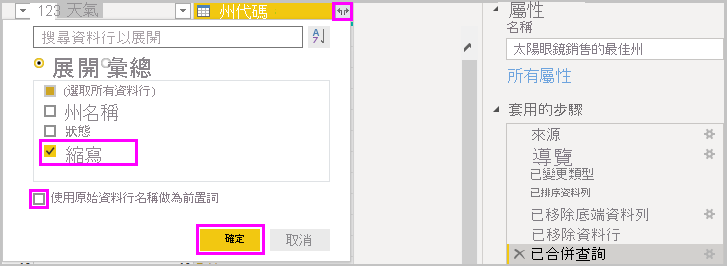 123 天氣
州代碼
搜尋資料行以展開
展開 彙總
(選取所有資料行)
州名稱
狀態
縮寫
使用原始資料行名稱做為前置詞
確定
取消
屬性
名稱
太陽眼鏡銷售的最佳州
所有屬性
套用的步驟
來源
導覽
已變更類型
已排序資料列
已移除底端資料列
已移除資料行
已合併查詢